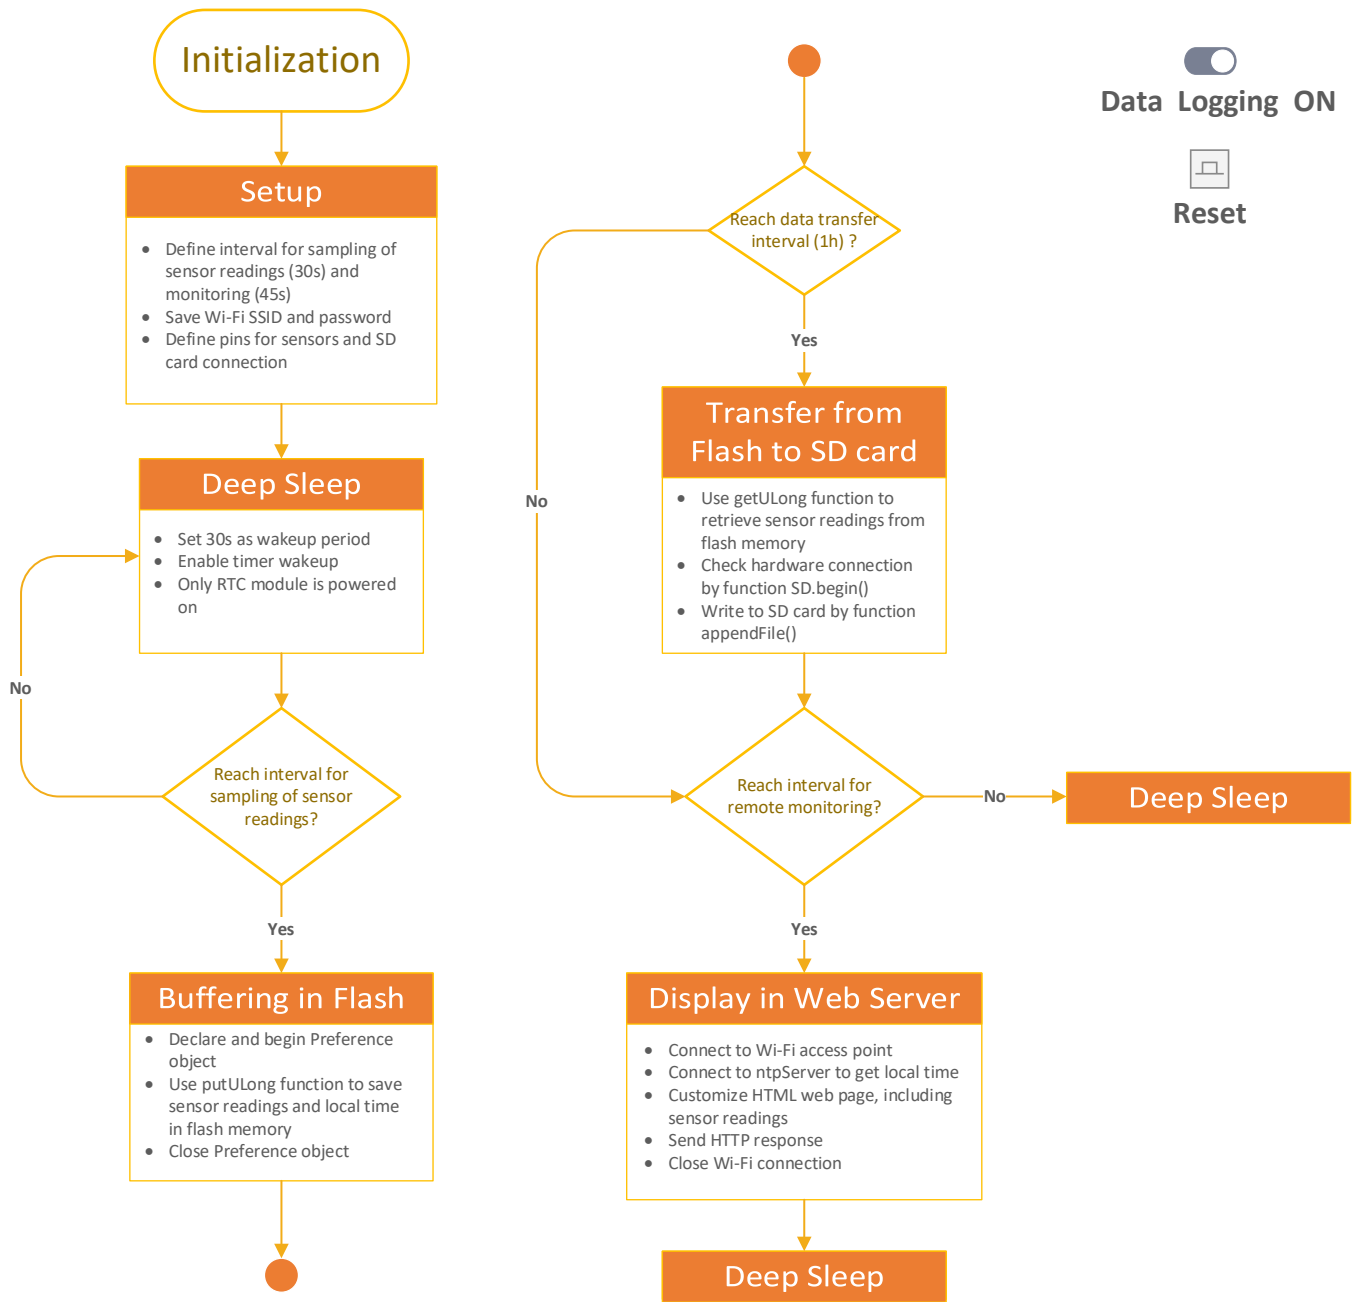 Initialization
Setup
• Define interval for sampling of
sensor readings (30s) and
monitoring (45s)
• Save Wi-Fi SSID and password
• Define pins for sensors and SD
card connection
Deep Sleep
• Set 30s as wakeup period
• Enable timer wakeup
• Only RTC module is powered
on
No
Reach interval for
sampling of sensor
readings?
Yes
Buffering in Flash
• Declare and begin Preference
object
• Use putULong function to save
sensor readings and local time
in flash memory
• Close Preference object
Reach data transfer
interval (1h) ?
Yes
No
Transfer from
Flash to SD card
• Use getULong function to
retrieve sensor readings from
flash memory
• Check hardware connection
by function SD.begin()
• Write to SD card by function
appendFile()
Reach interval for
remote monitoring?
No
Deep Sleep
Yes
Display in Web Server
• Connect to Wi-Fi access point
• Connect to ntpServer to get local time
• Customize HTML web page, including
sensor readings
• Send HTTP response
• Close Wi-Fi connection
Deep Sleep
Data Logging ON
Reset